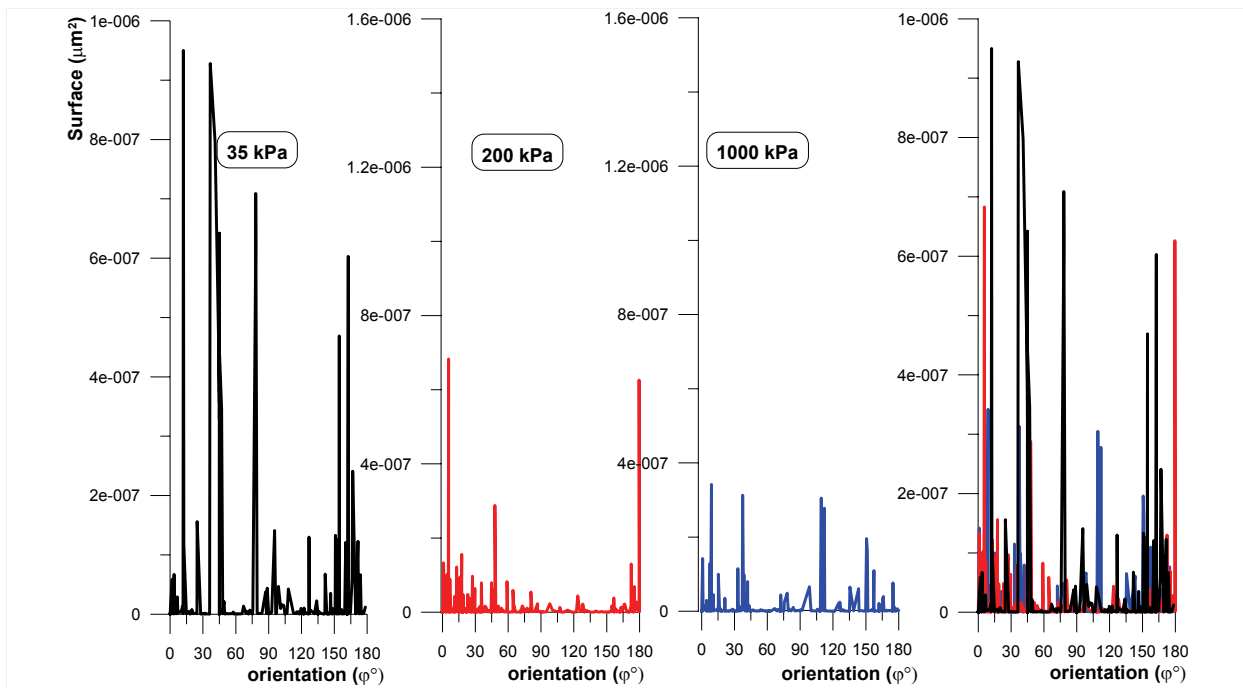 Surface (μm²)
1e-006
8e-007
6e-007
4e-007
2e-007
0
35 kPa
0 30 60 90 120 150 180
orientation (φ°)
1.6e-006
1.2e-006
8e-007
4e-007
0
200 kPa
0 30 60 90 120 150 180
orientation (φ°)
1.6e-006
1.2e-006
8e-007
4e-007
0
1000 kPa
0 30 60 90 120 150 180
orientation (φ°)
1e-006
8e-007
6e-007
4e-007
2e-007
0
0 30 60 90 120 150 180
orientation (φ°)